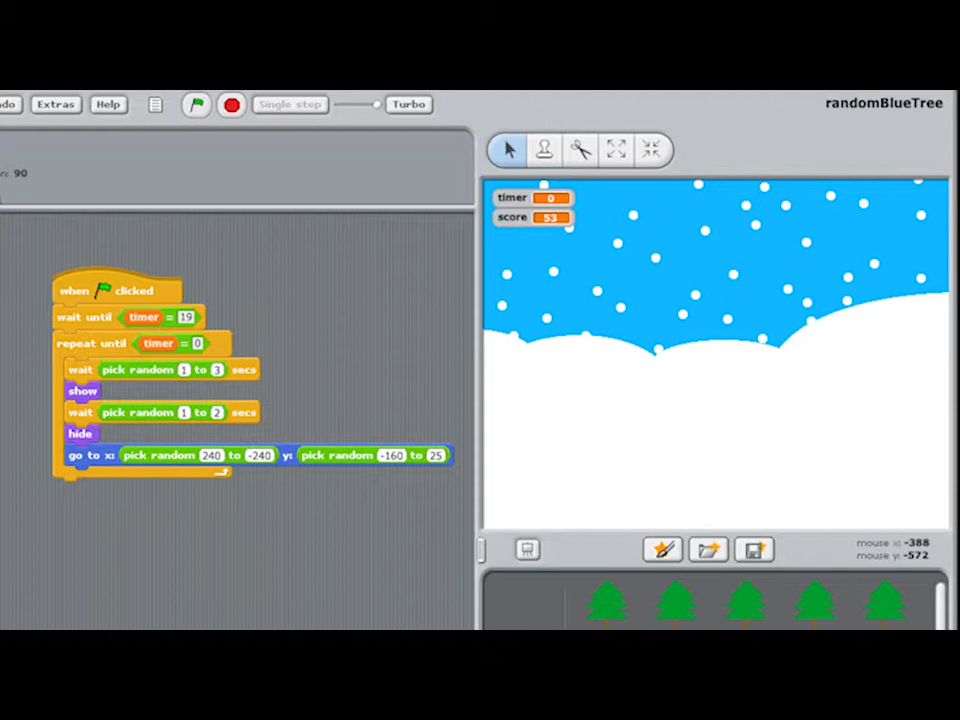 do Extras Help Single step Turbo
randomBlueTree
n: 90
timer 0
score 53
when clicked
wait until timer = 19
repeat until timer = 0
wait pick random 1 to 3 secs
show
wait pick random 1 to 2 secs
hide
go to x: pick random 240 to -240 y: pick random -160 to 25
mouse x: -388
mouse y: -572